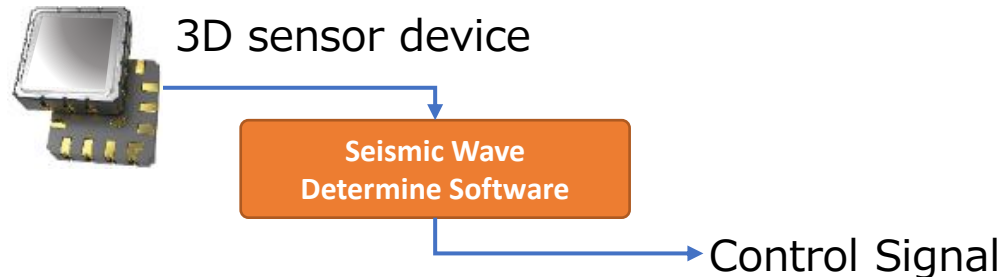 3D sensor device
Seismic Wave
Determine Software
Control Signal